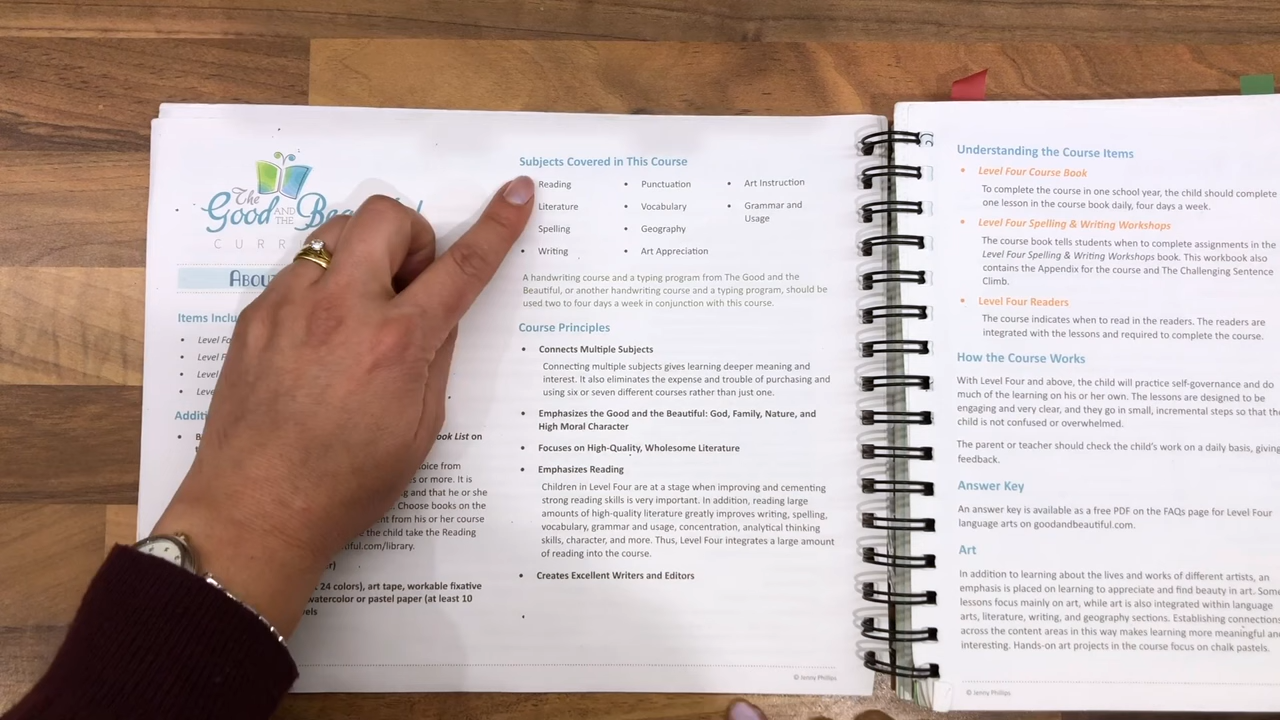 The
Good AND THE
CURR
ABOU
Items Inclu
Level Fo
Level F
Level
Leve
Additi
B
ook List on
oice from
s or more. It is
g and that he or she
. Choose books on the
nt from his or her course
e the child take the Reading
iful.com/library.
r)
, 24 colors), art tape, workable fixative
watercolor or pastel paper (at least 10
els
Subjects Covered in This Course
Reading
Literature
Spelling
• Writing
• Punctuation
• Vocabulary
• Geography
Art Appreciation
• Art Instruction
• Grammar and
Usage
A handwriting course and a typing program from The Good and the
Beautiful, or another handwriting course and a typing program, should be
used two to four days a week in conjunction with this course.
Course Principles
• Connects Multiple Subjects
Connecting multiple subjects gives learning deeper meaning and
interest. It also eliminates the expense and trouble of purchasing and
using six or seven different courses rather than just one.
• Emphasizes the Good and the Beautiful: God, Family, Nature, and
High Moral Character
• Focuses on High-Quality, Wholesome Literature
• Emphasizes Reading
Children in Level Four are at a stage when improving and cementing
strong reading skills is very important. In addition, reading large
amounts of high-quality literature greatly improves writing, spelling,
vocabulary, grammar and usage, concentration, analytical thinking
skills, character, and more. Thus, Level Four integrates a large amount
of reading into the course.
• Creates Excellent Writers and Editors
© Jenny Phillips
Understanding the Course Items
• Level Four Course Book
To complete the course in one school year, the child should complete
one lesson in the course book daily, four days a week.
• Level Four Spelling & Writing Workshops
The course book tells students when to complete assignments in the
Level Four Spelling & Writing Workshops book. This workbook also
contains the Appendix for the course and The Challenging Sentence
Climb.
• Level Four Readers
The course indicates when to read in the readers. The readers are
integrated with the lessons and required to complete the course.
How the Course Works
With Level Four and above, the child will practice self-governance and do
much of the learning on his or her own. The lessons are designed to be
engaging and very clear, and they go in small, incremental steps so that th
child is not confused or overwhelmed.
The parent or teacher should check the child's work on a daily basis, giving
feedback.
Answer Key
An answer key is available as a free PDF on the FAQs page for Level Four
language arts on goodandbeautiful.com.
Art
In addition to learning about the lives and works of different artists, an
emphasis is placed on learning to appreciate and find beauty in art. Som
lessons focus mainly on art, while art is also integrated within language
arts, literature, writing, and geography sections. Establishing connection
across the content areas in this way makes learning more meaningful an
interesting. Hands-on art projects in the course focus on chalk pastels.
© Jenny Phillips